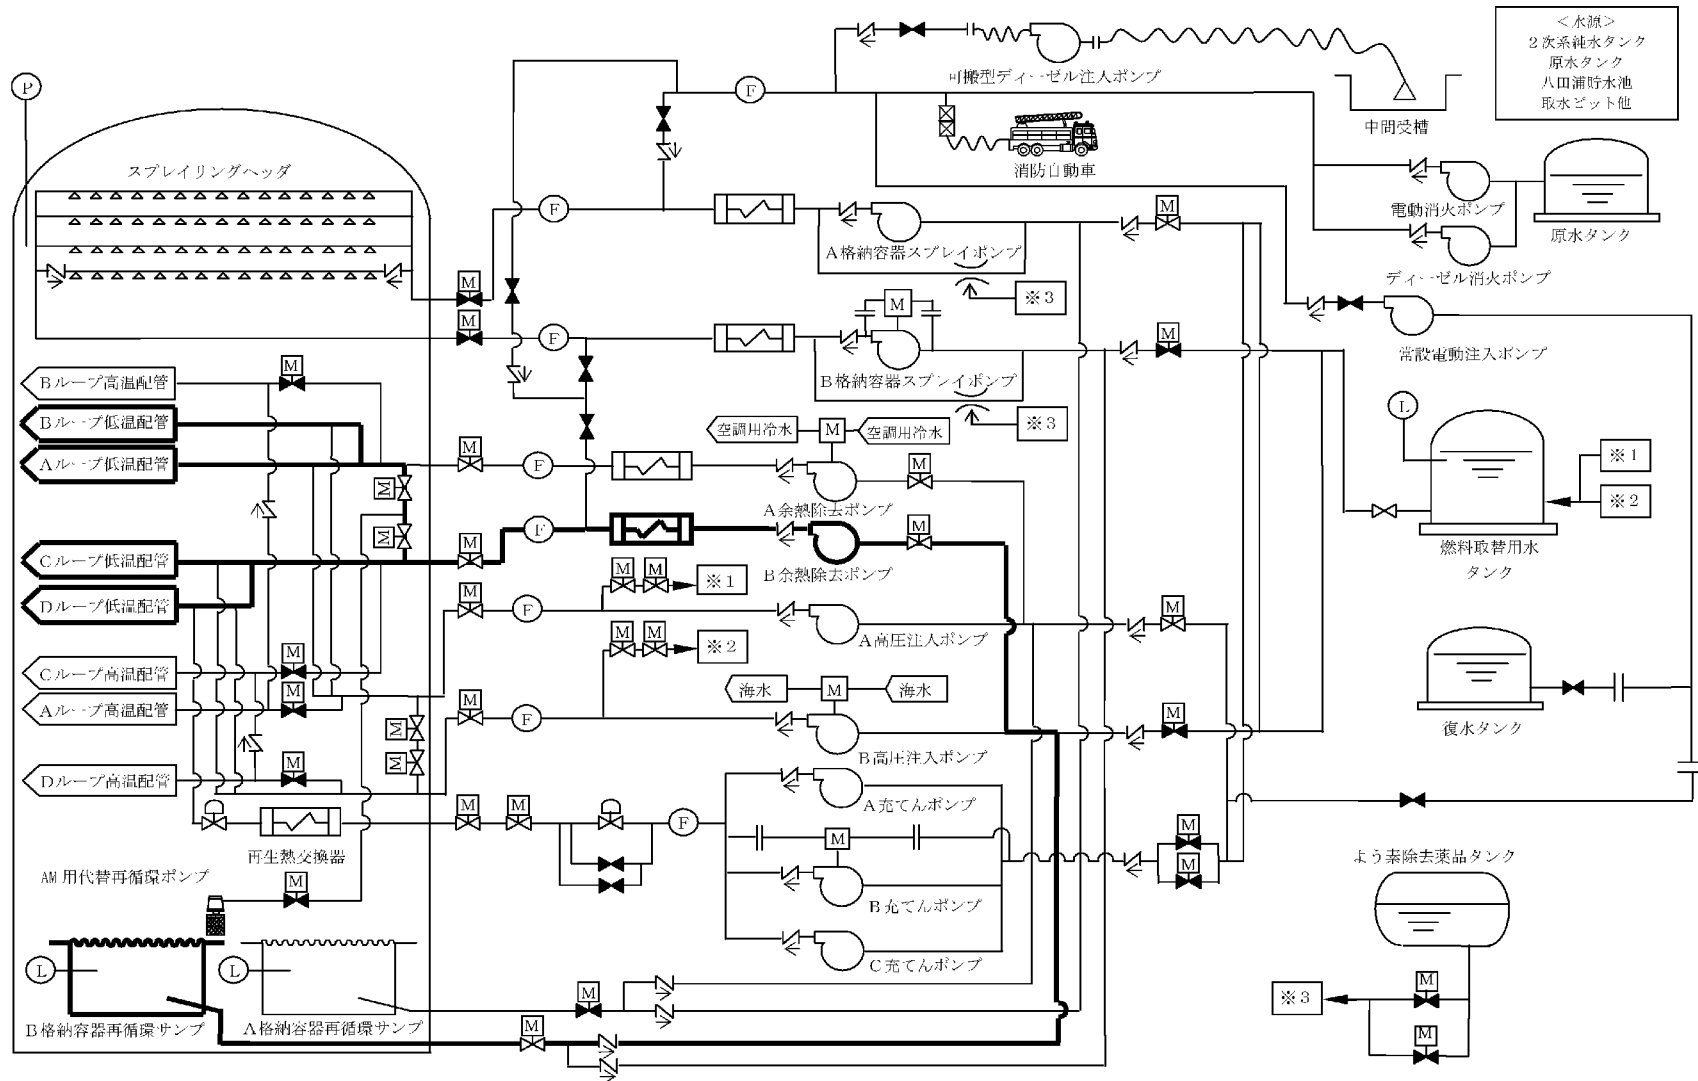 <水源>
2次系純水タンク
原水タンク
八田浦貯水池
取水ピット他
可搬型ディーゼル注入ポンプ
中間受槽
消防自動車
P
F
スプレイリングヘッダ
電動消火ポンプ
原水タンク
ディーゼル消火ポンプ
M
F
M
A格納容器スプレイポンプ
※3
M
F
M
B格納容器スプレイポンプ
※3
M
常設電動注入ポンプ
Bループ高温配管
M
Bループ低温配管
Aループ低温配管
M
M
F
空調用冷水
M
空調用冷水
A余熱除去ポンプ
M
L
※1
※2
燃料取替用水
タンク
Cループ低温配管
Dループ低温配管
M
M
F
B余熱除去ポンプ
M
M
M
※1
M
F
A高圧注入ポンプ
M
M
M
※2
Cループ高温配管
M
Aループ高温配管
M
M
M
M
F
海水
M
海水
B高圧注入ポンプ
M
復水タンク
Dループ高温配管
M
再生熱交換器
M
M
F
A充てんポンプ
M
B充てんポンプ
C充てんポンプ
M
M
よう素除去薬品タンク
AM用代替再循環ポンプ
M
L
L
B格納容器再循環サンプ
A格納容器再循環サンプ
M
M
※3
M
M